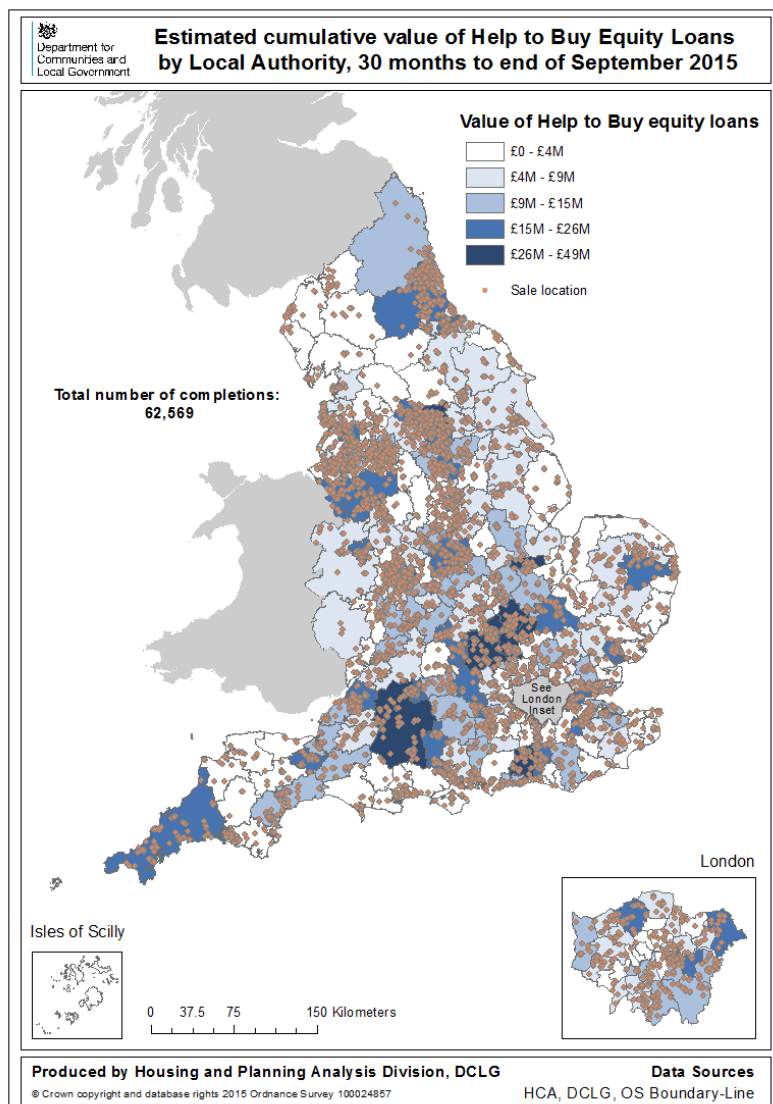 Department for
Communities and
Local Government
Estimated cumulative value of Help to Buy Equity Loans
by Local Authority, 30 months to end of September 2015
Value of Help to Buy equity loans
£0 - £4M
£4M - £9M
£9M - £15M
£15M - £26M
£26M - £49M
Sale location
Total number of completions:
62,569
See
London
Inset
London
Isles of Scilly
0 37.5 75 150 Kilometers
Produced by Housing and Planning Analysis Division, DCLG
© Crown copyright and database rights 2015 Ordnance Survey 100024857
Data Sources
HCA, DCLG, OS Boundary-Line